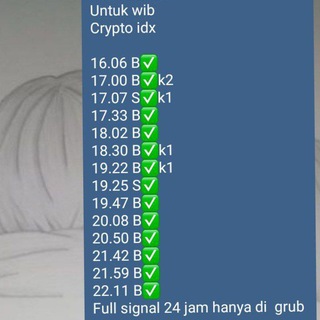 Untuk wib
Crypto idx
16.06 B✅
17.00 B✅k2
17.07 S✅k1
17.33 B✅
18.02 B✅
18.30 B✅k1
19.22 B✅k1
19.25 S✅
19.47 B✅
20.08 B✅
20.50 B✅
21.42 B✅
21.59 B✅
22.11 B✅
Full signal 24 jam hanya di grub